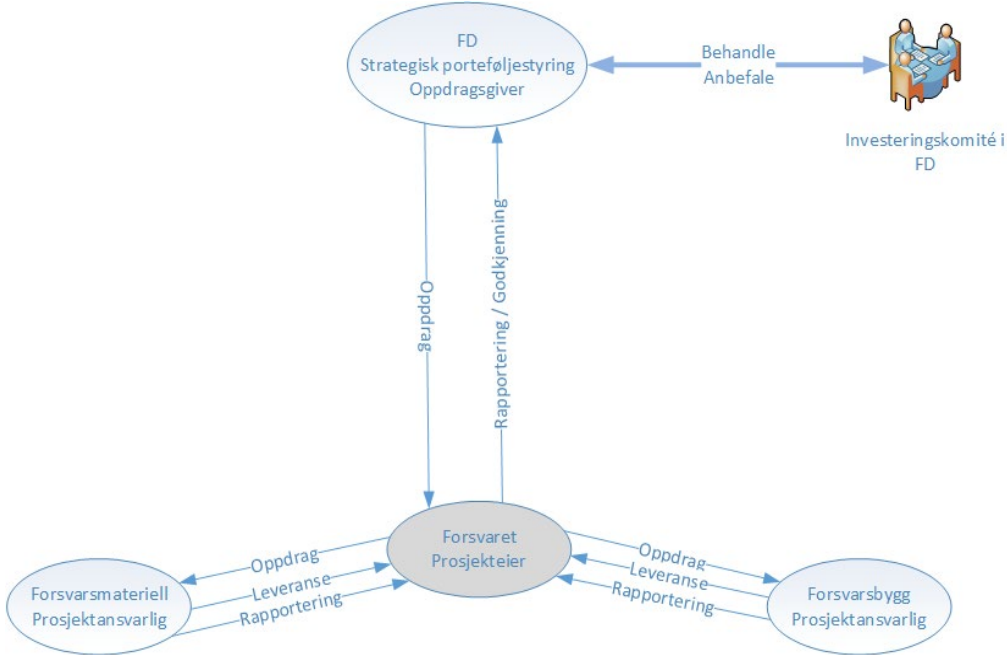 FD
Strategisk porteføljestyring
Oppdragsgiver
Behandle
Anbefale
Investeringskomité i
FD
Oppdrag
Rapportering / Godkjenning
Forsvaret
Prosjekteier
Oppdrag
Leveranse
Rapportering
Forsvarsmateriell
Prosjektansvarlig
Oppdrag
Leveranse
Rapportering
Forsvarsbygg
Prosjektansvarlig